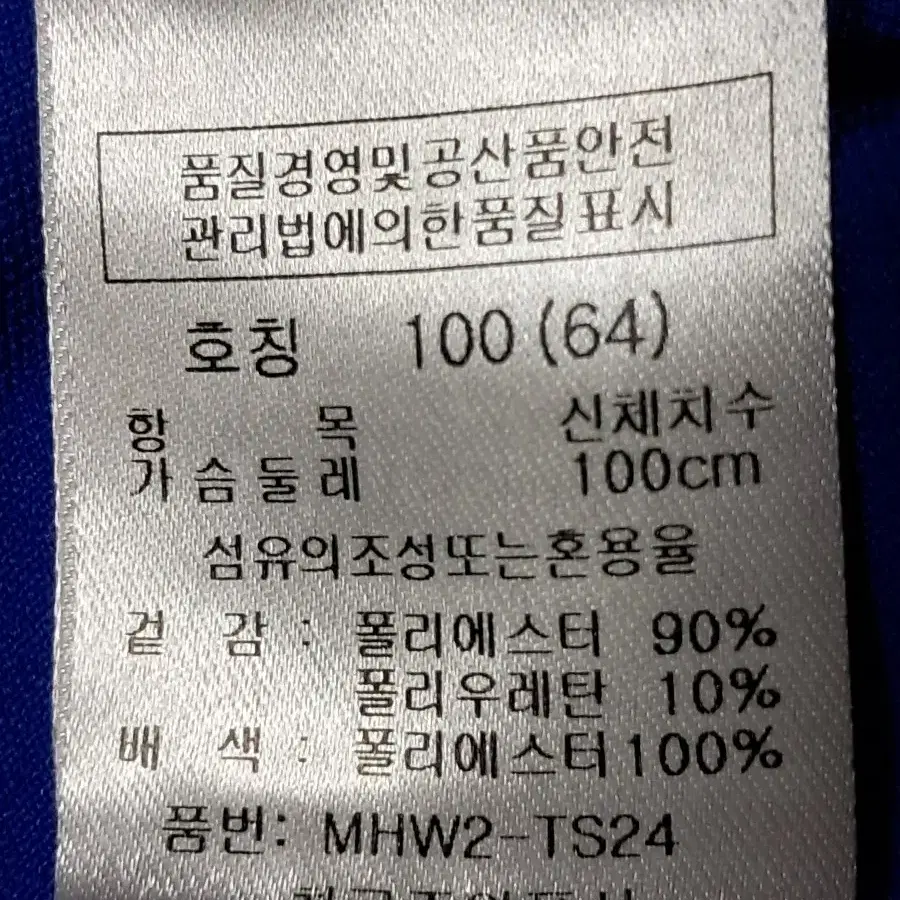 품질경영및공산품안전
관리법에의한품질표시
호칭 100(64)
항 목 신체치수
가슴둘레 100cm
섬유의조성또는혼용율
겉 감 : 폴리에스터 90%
폴리우레탄 10%
배 색 : 폴리에스터 100%
품번: MHW2-TS24